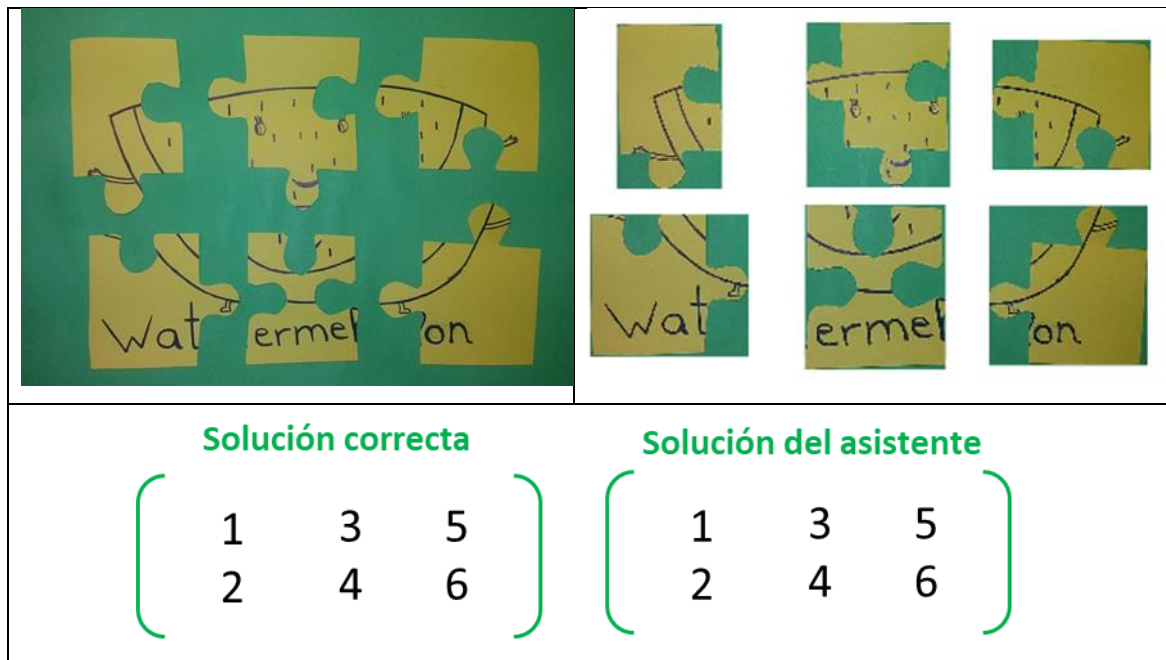 Wat ermel on
Wat ermel on
Solución correcta
Solución del asistente
1 3 5
2 4 6
1 3 5
2 4 6